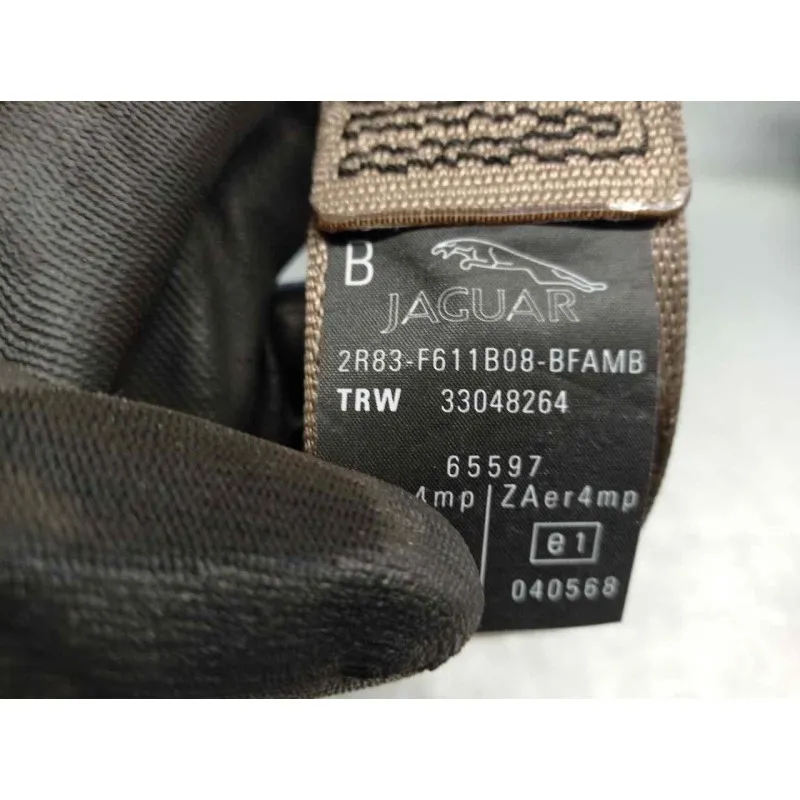 B
JAGUAR
2R83-F611B08-BFAMB
TRW 33048264
65597
4mp | ZAer4mp
e1
040568